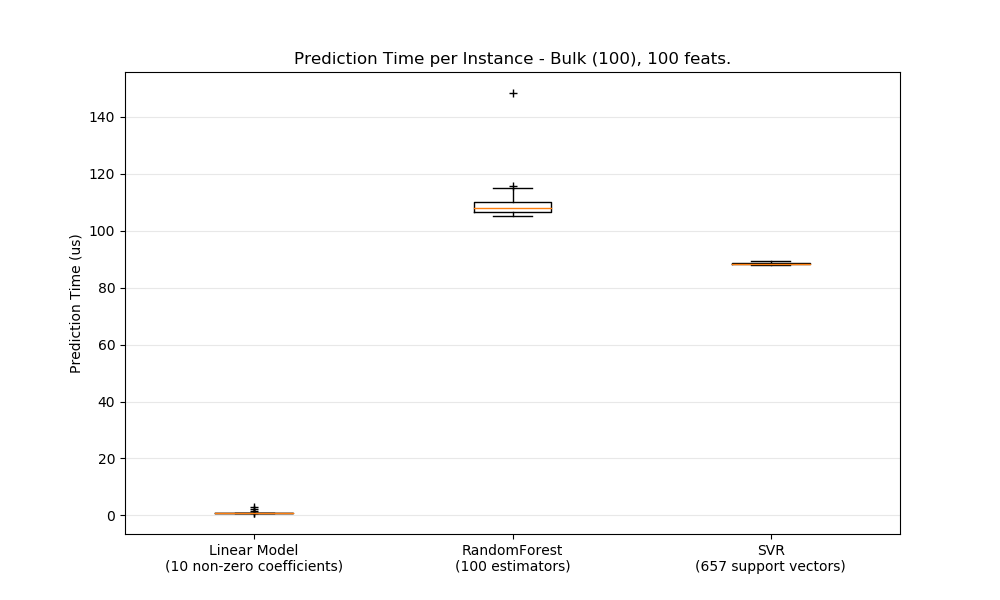 Prediction Time per Instance - Bulk (100), 100 feats.
Prediction Time (us)
140
120
100
80
60
40
20
0
Linear Model
(10 non-zero coefficients)
RandomForest
(100 estimators)
SVR
(657 support vectors)